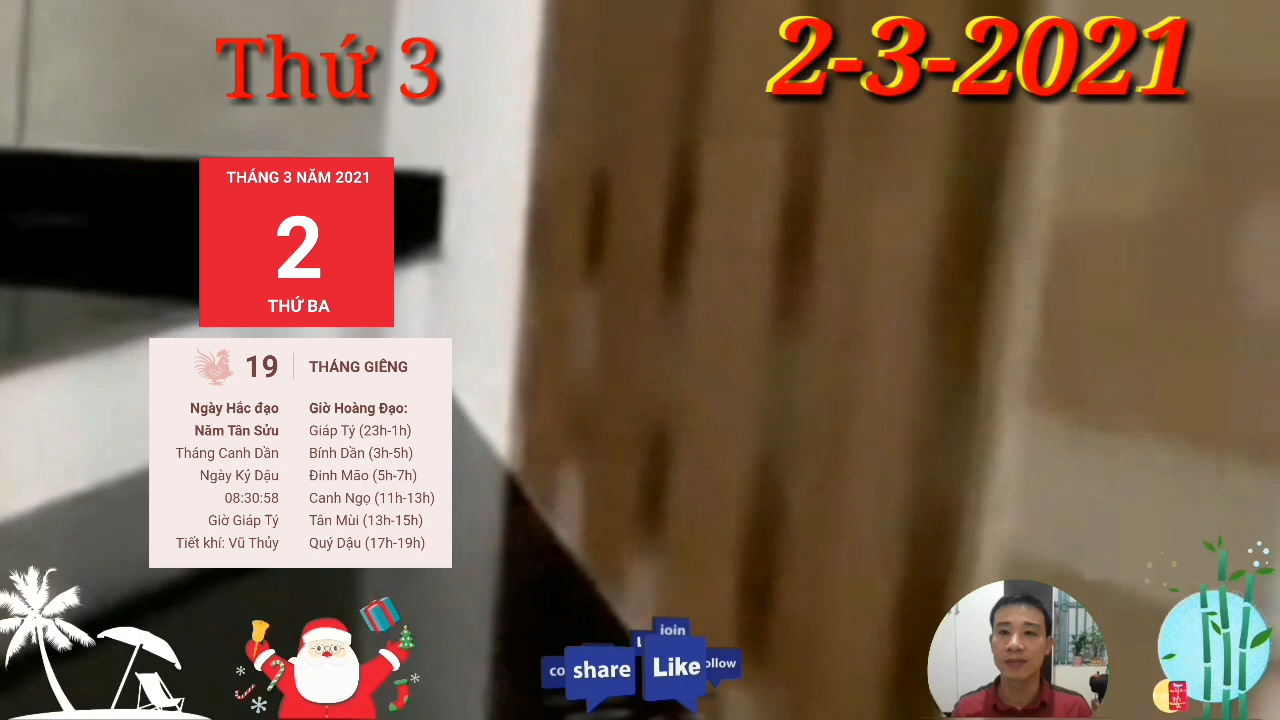 Thứ 3
2-3-2021
THÁNG 3 NĂM 2021
2
THỨ BA
19
THÁNG GIÊNG
Ngày Hắc đạo
Năm Tân Sửu
Tháng Canh Dần
Ngày Kỷ Dậu
08:30:58
Giờ Giáp Tý
Tiết khí: Vũ Thủy
Giờ Hoàng Đạo:
Giáp Tý (23h-1h)
Bính Dần (3h-5h)
Đinh Mão (5h-7h)
Canh Ngọ (11h-13h)
Tân Mùi (13h-15h)
Quý Dậu (17h-19h)
join
co share Like ollow